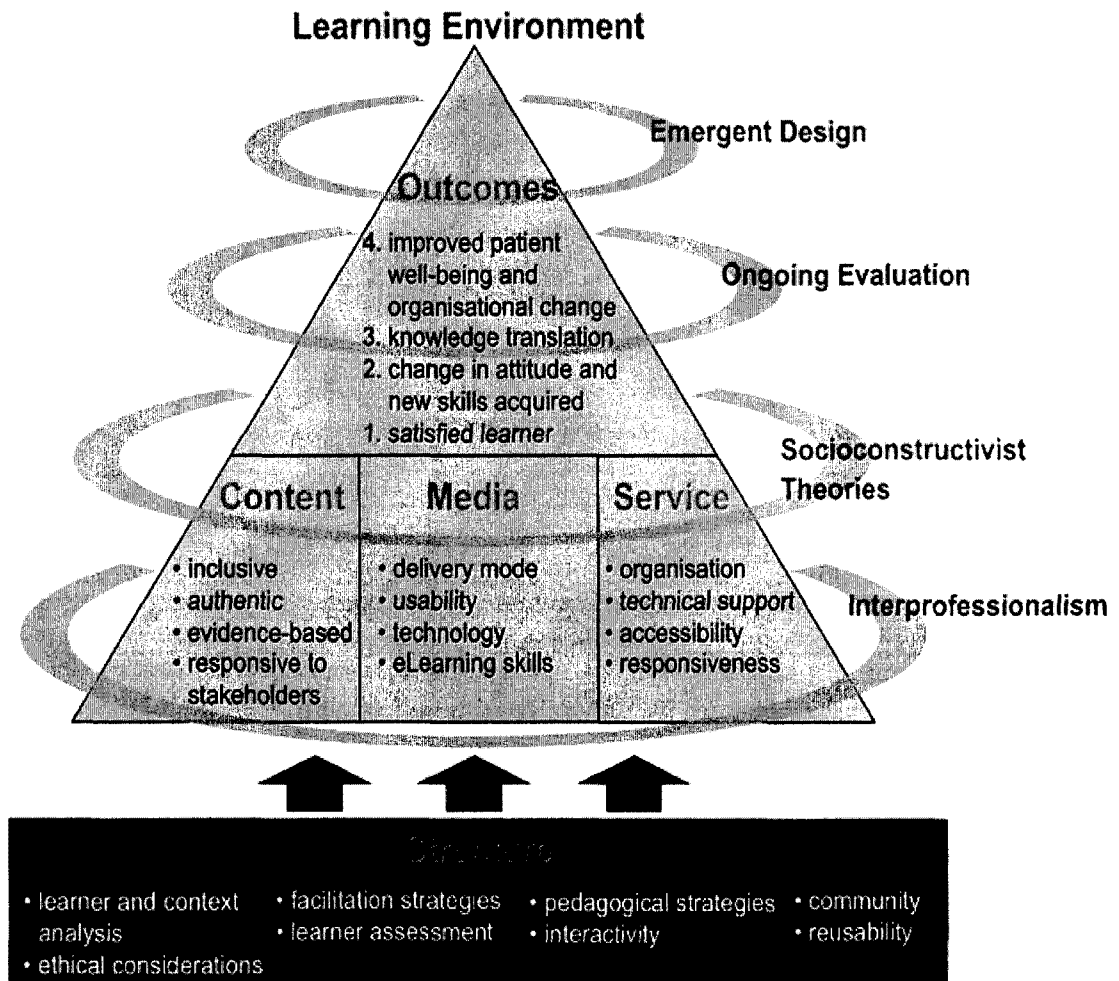 Learning Environment
Emergent Design
Outcomes
4. improved patient
well-being and
organisational change
3. knowledge translation
2. change in attitude and
new skills acquired
1. satisfied learner
Ongoing Evaluation
Socioconstructivist
Theories
Content
• inclusive
• authentic
• evidence-based
• responsive to
stakeholders
Media
• delivery mode
• usability
• technology
• eLearning skills
Service
• organisation
• technical support
• accessibility
• responsiveness
Interprofessionalism
Structure
• learner and context
analysis
• ethical considerations
• facilitation strategies
• learner assessment
• pedagogical strategies
• interactivity
• community
• reusability